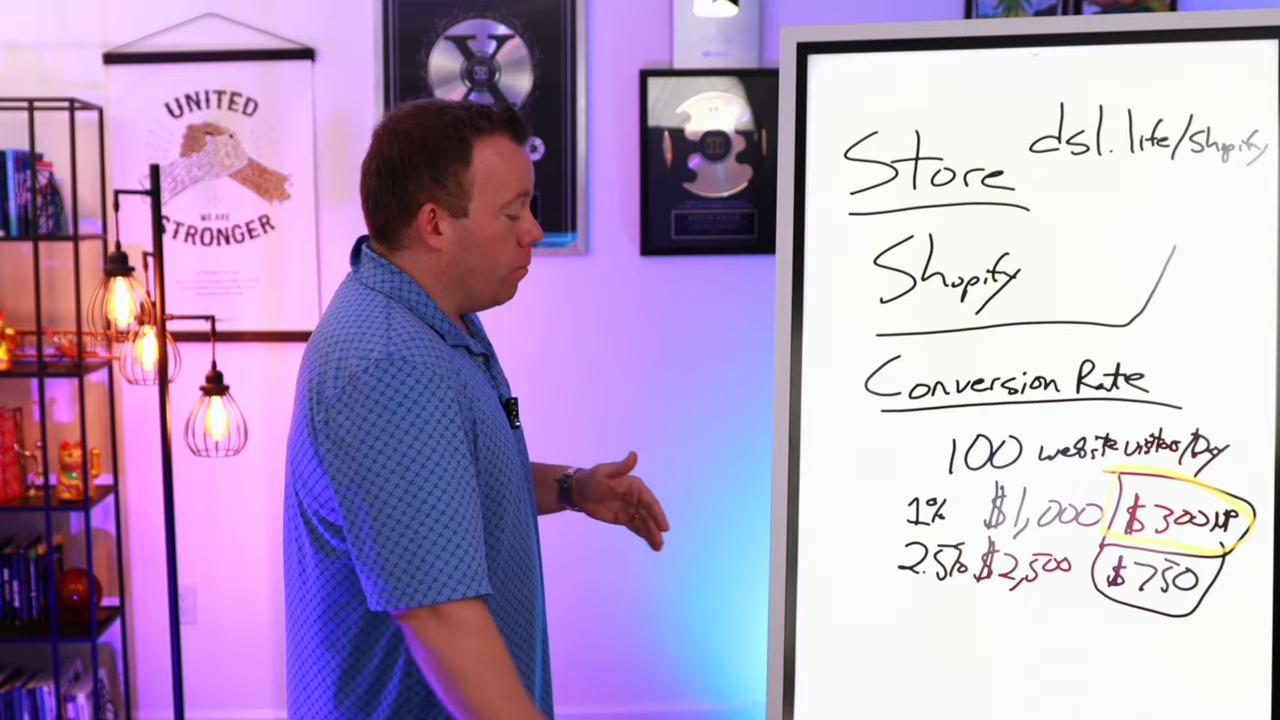 UNITED
WE ARE
STRONGER
Store
dsl.life/shopify
Shopify
Conversion Rate
100 website visitors/Day
1% $1,000 / $300 NP
2.5% $2,500 $750